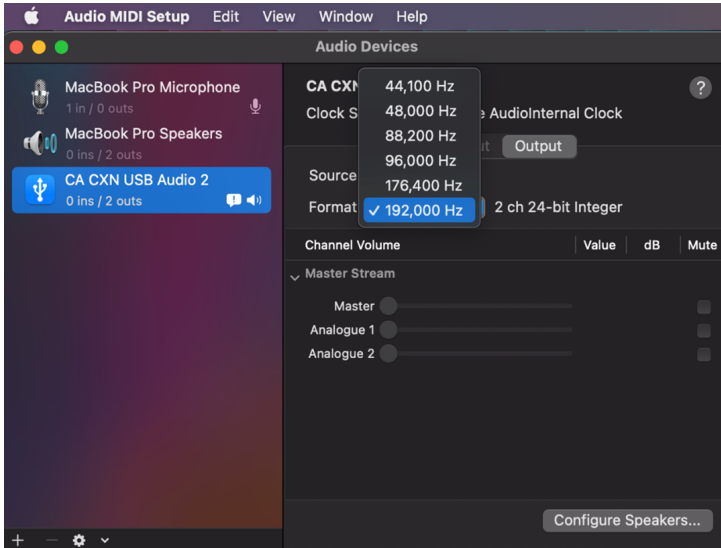 Audio MIDI Setup Edit View Window Help
Audio Devices
MacBook Pro Microphone
1 in / 0 outs
MacBook Pro Speakers
0 ins / 2 outs
CA CXN USB Audio 2
0 ins / 2 outs
CA CXN
?
Clock S AudioInternal Clock
44,100 Hz
48,000 Hz
88,200 Hz
96,000 Hz
176,400 Hz
192,000 Hz
Output
Source
Format 2 ch 24-bit Integer
Channel Volume Value dB Mute
Master Stream
Master
Analogue 1
Analogue 2
Configure Speakers...